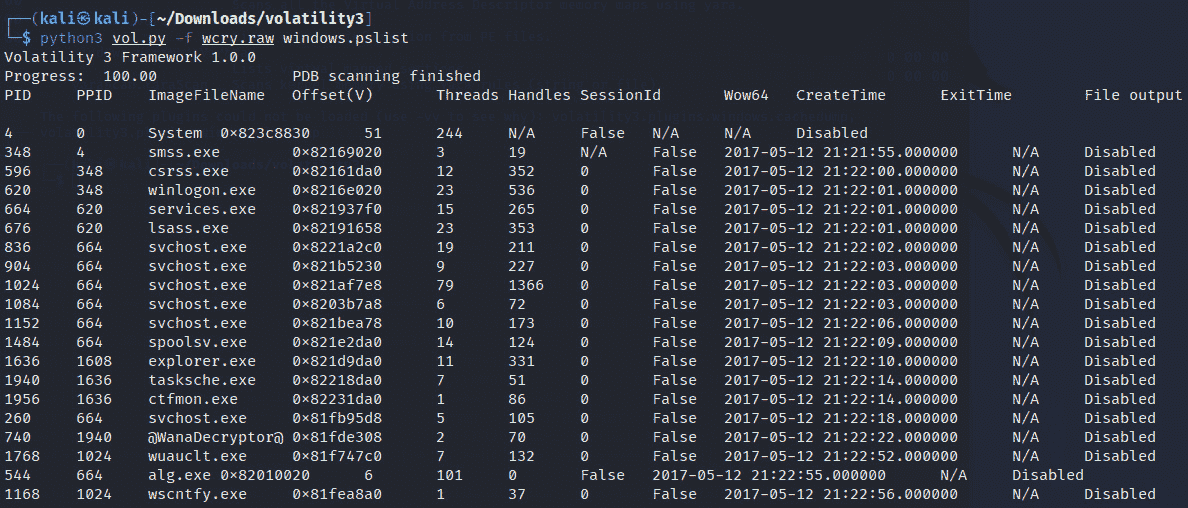 ┌──(kali㉿kali)-[~/Downloads/volatility3]
└─$ python3 vol.py -f wcry.raw windows.pslist
Volatility 3 Framework 1.0.0
Progress:  100.00		PDB scanning finished
PID	PPID	ImageFileName	Offset(V)	Threads	Handles	SessionId	Wow64	CreateTime	ExitTime	File output
4	0	System	0×823c8830	51	244	N/A	False	N/A	N/A	Disabled
348	4	smss.exe	0×82169020	3	19	N/A	False	2017-05-12 21:21:55.000000	N/A	Disabled
596	348	csrss.exe	0×82161da0	12	352	0	False	2017-05-12 21:22:00.000000	N/A	Disabled
620	348	winlogon.exe	0×8216e020	23	536	0	False	2017-05-12 21:22:01.000000	N/A	Disabled
664	620	services.exe	0×821937f0	15	265	0	False	2017-05-12 21:22:01.000000	N/A	Disabled
676	620	lsass.exe	0×82191658	23	353	0	False	2017-05-12 21:22:01.000000	N/A	Disabled
836	664	svchost.exe	0×8221a2c0	19	211	0	False	2017-05-12 21:22:02.000000	N/A	Disabled
904	664	svchost.exe	0×821b5230	9	227	0	False	2017-05-12 21:22:03.000000	N/A	Disabled
1024	664	svchost.exe	0×821af7e8	79	1366	0	False	2017-05-12 21:22:03.000000	N/A	Disabled
1084	664	svchost.exe	0×8203b7a8	6	72	0	False	2017-05-12 21:22:03.000000	N/A	Disabled
1152	664	svchost.exe	0×821bea78	10	173	0	False	2017-05-12 21:22:06.000000	N/A	Disabled
1484	664	spoolsv.exe	0×821e2da0	14	124	0	False	2017-05-12 21:22:09.000000	N/A	Disabled
1636	1608	explorer.exe	0×821d9da0	11	331	0	False	2017-05-12 21:22:10.000000	N/A	Disabled
1940	1636	tasksche.exe	0×82218da0	7	51	0	False	2017-05-12 21:22:14.000000	N/A	Disabled
1956	1636	ctfmon.exe	0×82231da0	1	86	0	False	2017-05-12 21:22:14.000000	N/A	Disabled
260	664	svchost.exe	0×81fb95d8	5	105	0	False	2017-05-12 21:22:18.000000	N/A	Disabled
740	1940	@WanaDecryptor@	0×81fde308	2	70	0	False	2017-05-12 21:22:22.000000	N/A	Disabled
1768	1024	wuauclt.exe	0×81f747c0	7	132	0	False	2017-05-12 21:22:52.000000	N/A	Disabled
544	664	alg.exe	0×82010020	6	101	0	False	2017-05-12 21:22:55.000000	N/A	Disabled
1168	1024	wscntfy.exe	0×81fea8a0	1	37	0	False	2017-05-12 21:22:56.000000	N/A	Disabled